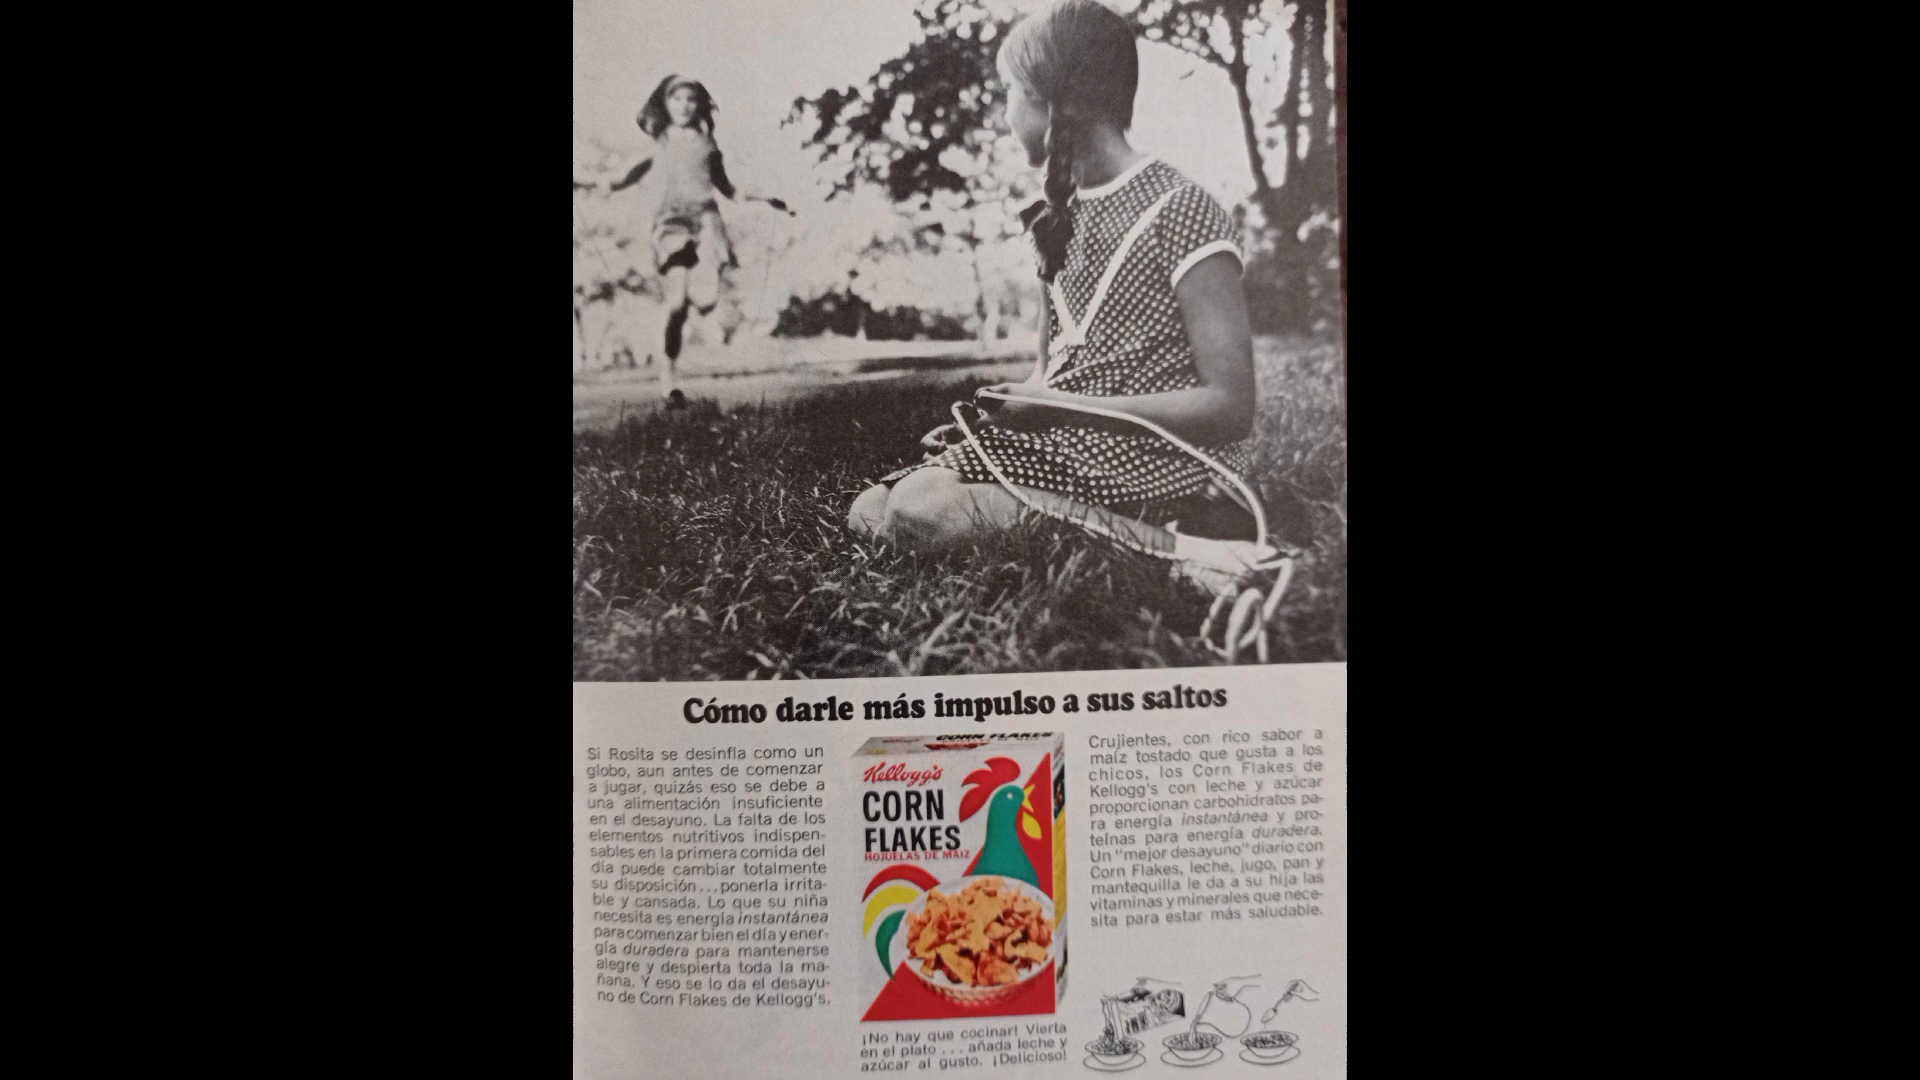 Cómo darle más impulso a sus saltos
Si Rosita se desinfla como un
globo, aun antes de comenzar
a jugar, quizás eso se debe a
una alimentación insuficiente
en el desayuno. La falta de los
elementos nutritivos indispen-
sables en la primera comida del
día puede cambiar totalmente
su disposición...ponerla irrita-
ble y cansada. Lo que su niña
necesita es energía instantánea
para comenzar bien el día y ener-
gía duradera para mantenerse
alegre y despierta toda la ma-
ñana. Y eso se lo da el desayu-
no de Corn Flakes de Kellogg's.
CORN FLAKES
Kellogg's
CORN
FLAKES
HOJUELAS DE MAIZ
¡No hay que cocinar! Vierta
en el plato ... añada leche y
azúcar al gusto. ¡Delicioso!
Crujientes, con rico sabor a
maíz tostado que gusta a los
chicos, los Corn Flakes de
Kellogg's con leche y azúcar
proporcionan carbohidratos pa-
ra energía instantánea y pro-
teínas para energía duradera.
Un "mejor desayuno" diario con
Corn Flakes, leche, jugo, pan y
mantequilla le da a su hija las
vitaminas y minerales que nece-
sita para estar más saludable.